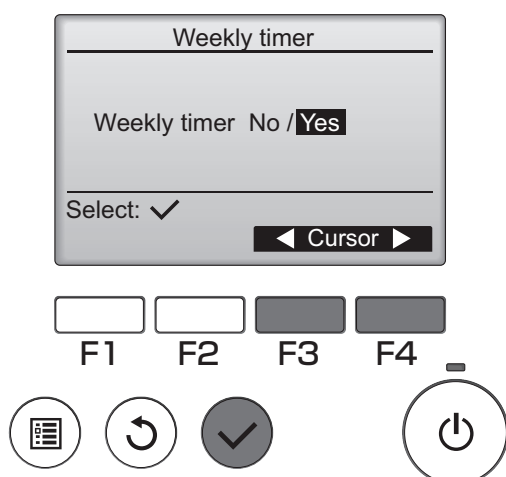 Weekly timer
Weekly timer No / Yes
Select: ✓
◀ Cursor ▶
F1 F2 F3 F4